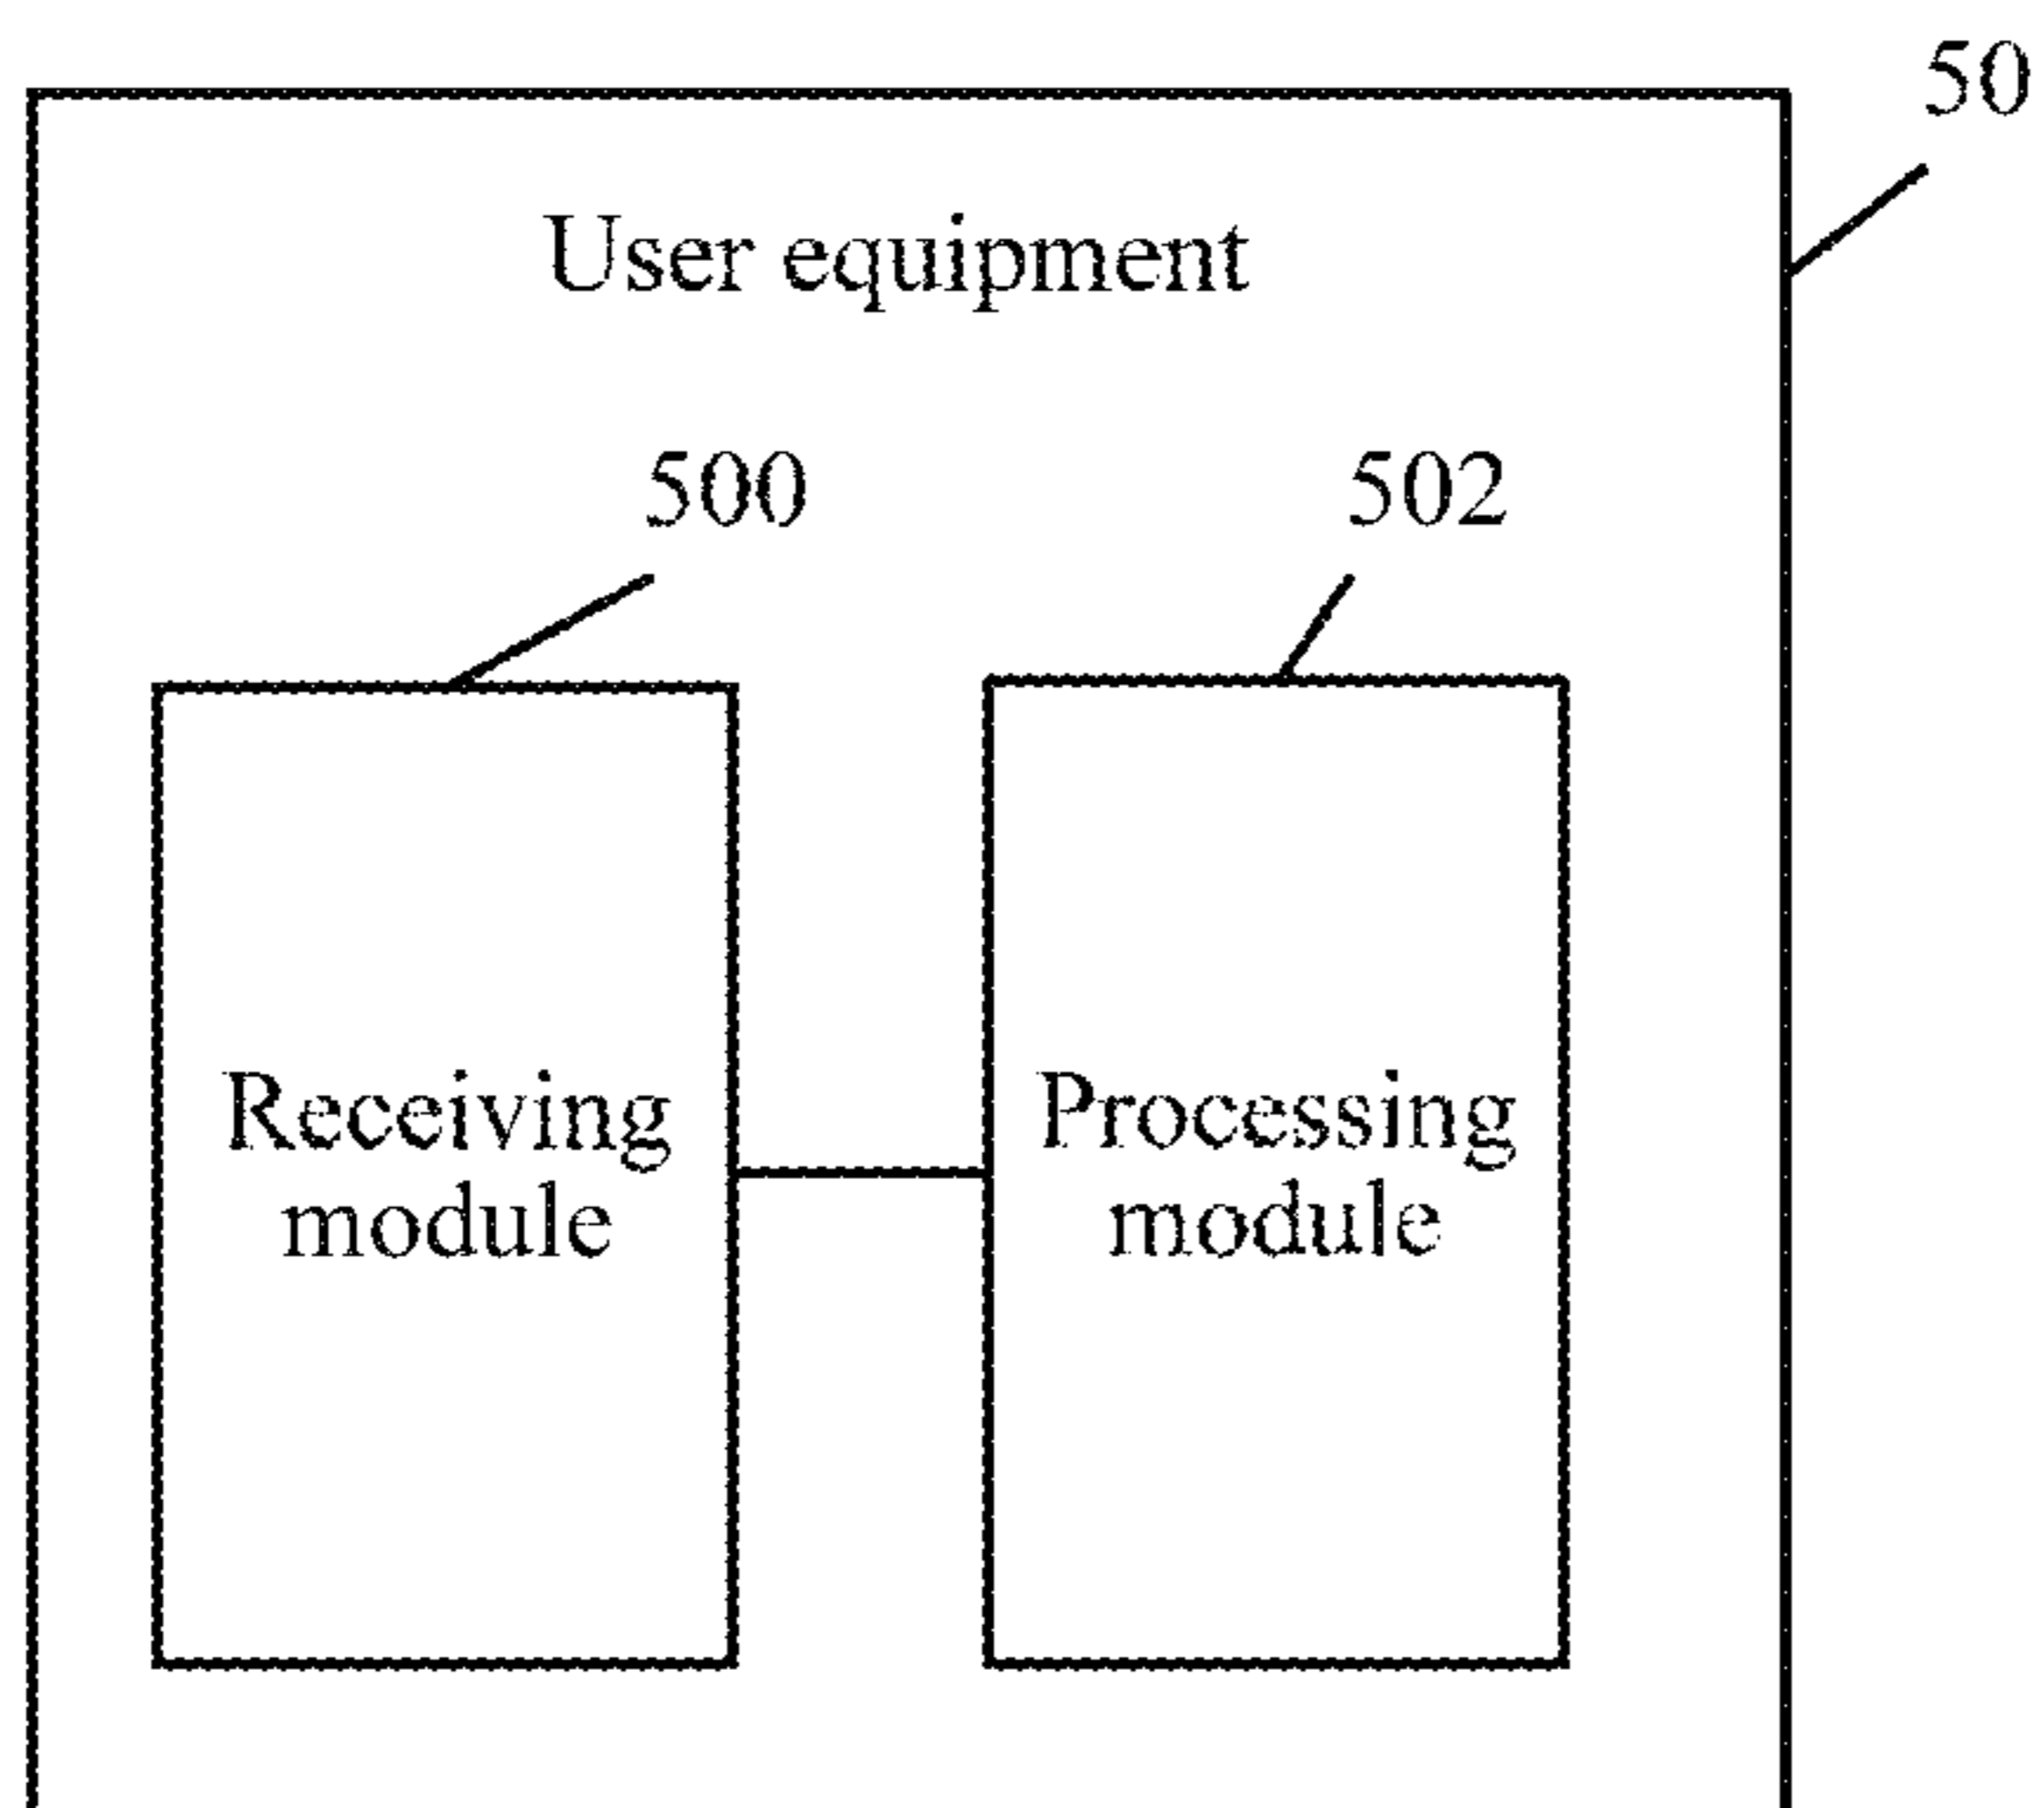 50
User equipment
500
502
Receiving
module
Processing
module